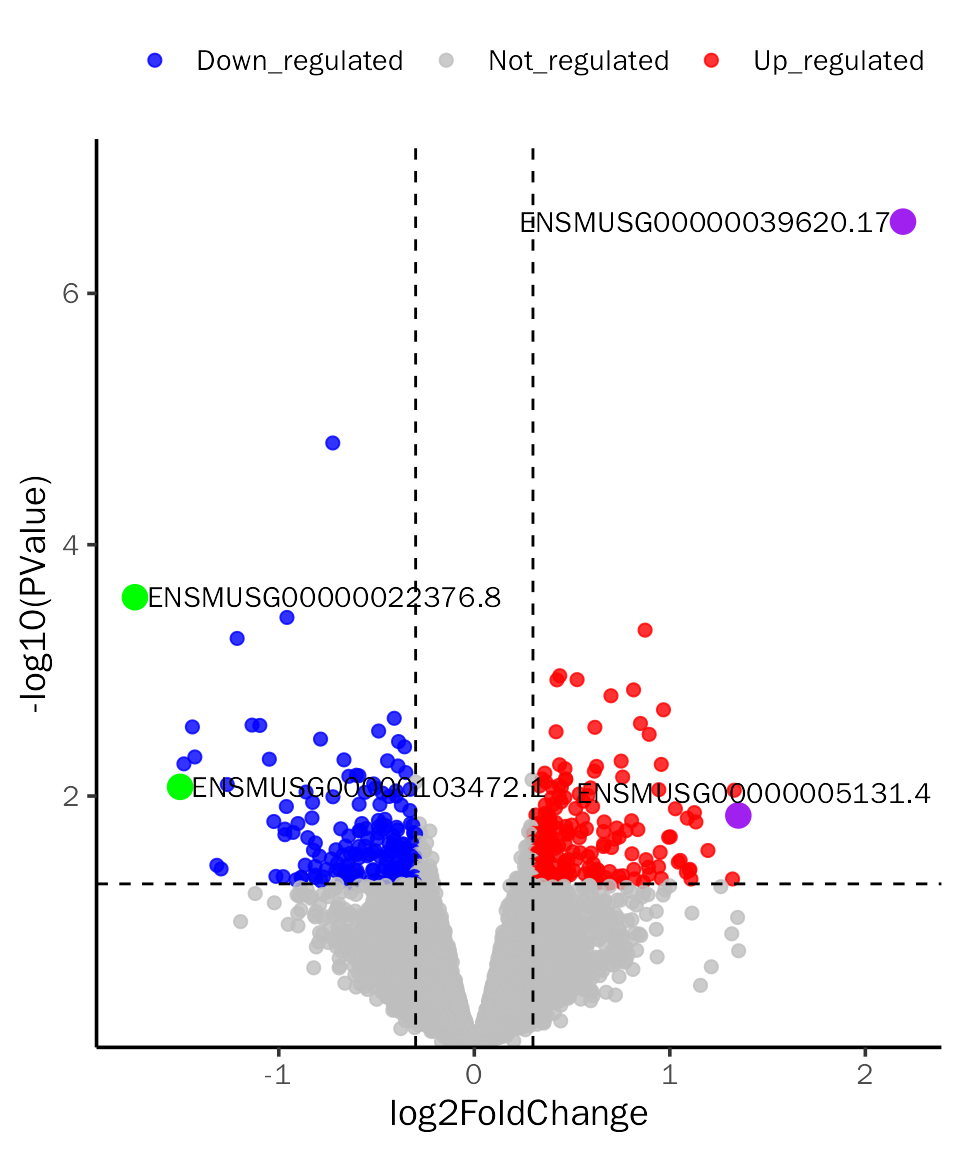 Down_regulated Not_regulated Up_regulated
ENSMUSG00000039620.17
6
4
ENSMUSG00000022376.8
-log10(PValue)
ENSMUSG00000103472.1
ENSMUSG00000005131.4
2
-1 0 1 2
log2FoldChange